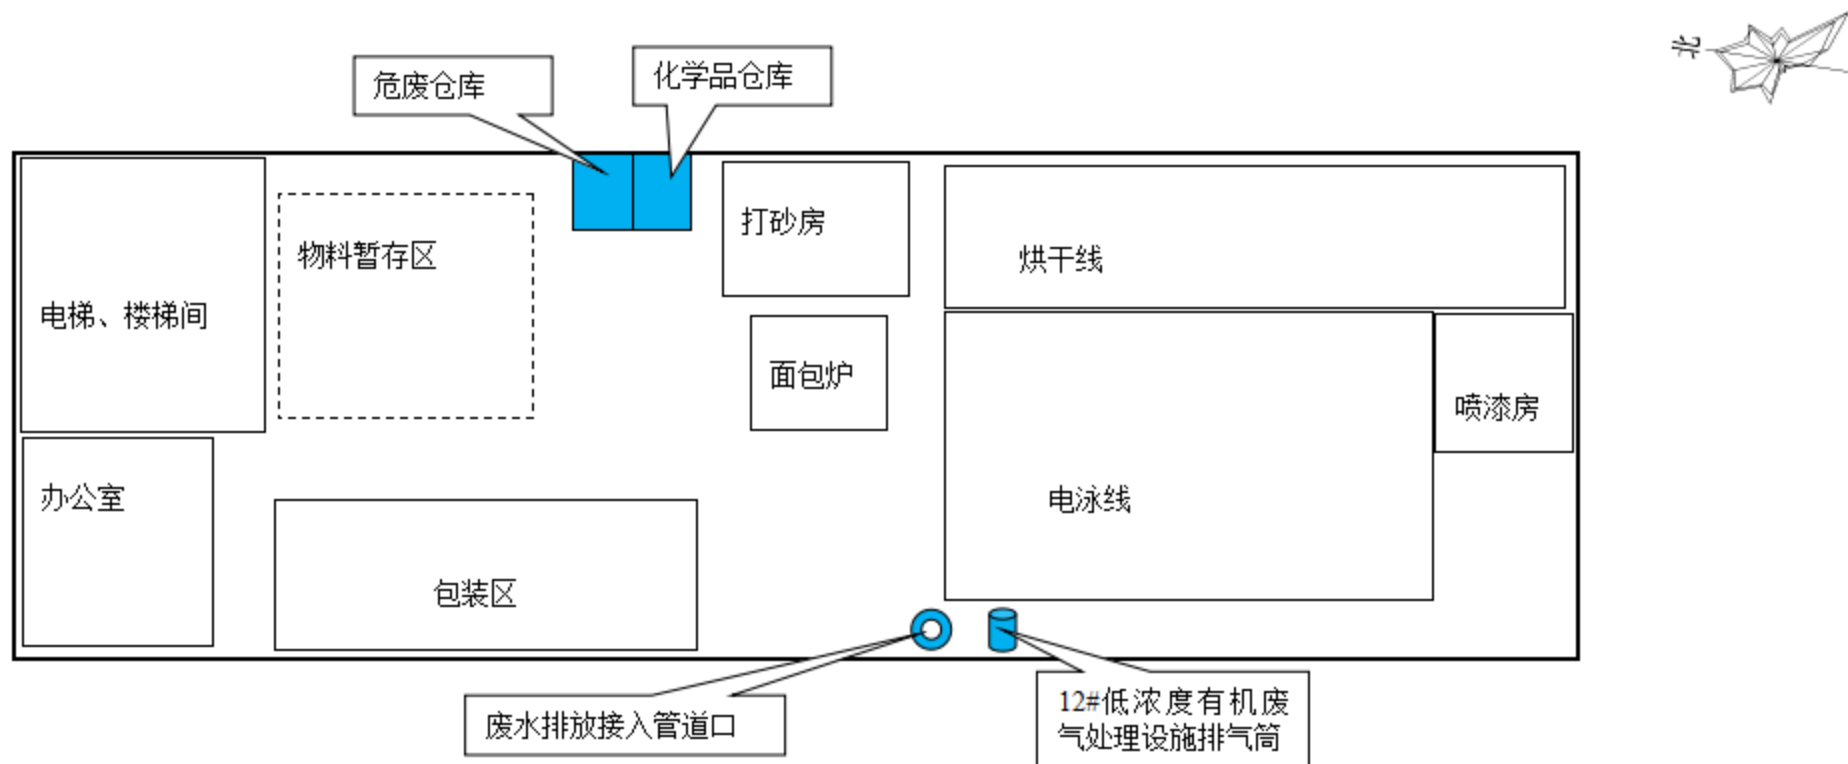 北
危废仓库
化学品仓库
物料暂存区
打砂房
烘干线
电梯、楼梯间
面包炉
喷漆房
办公室
电泳线
包装区
废水排放接入管道口
12#低浓度有机废
气处理设施排气筒